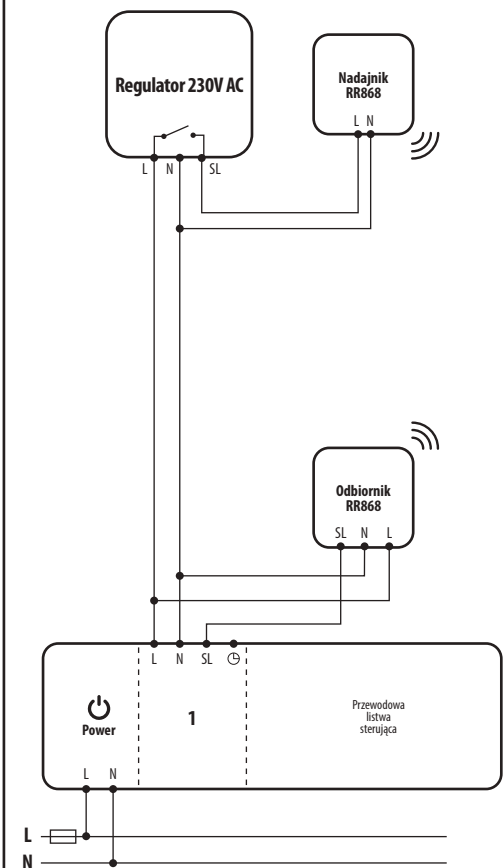 Regulator 230V AC
L N SL
Nadajnik
RR868
L N
Odbiornik
RR868
SL N L
L N SL
Power
1
Przewodowa
listwa
sterująca
L N
L
N